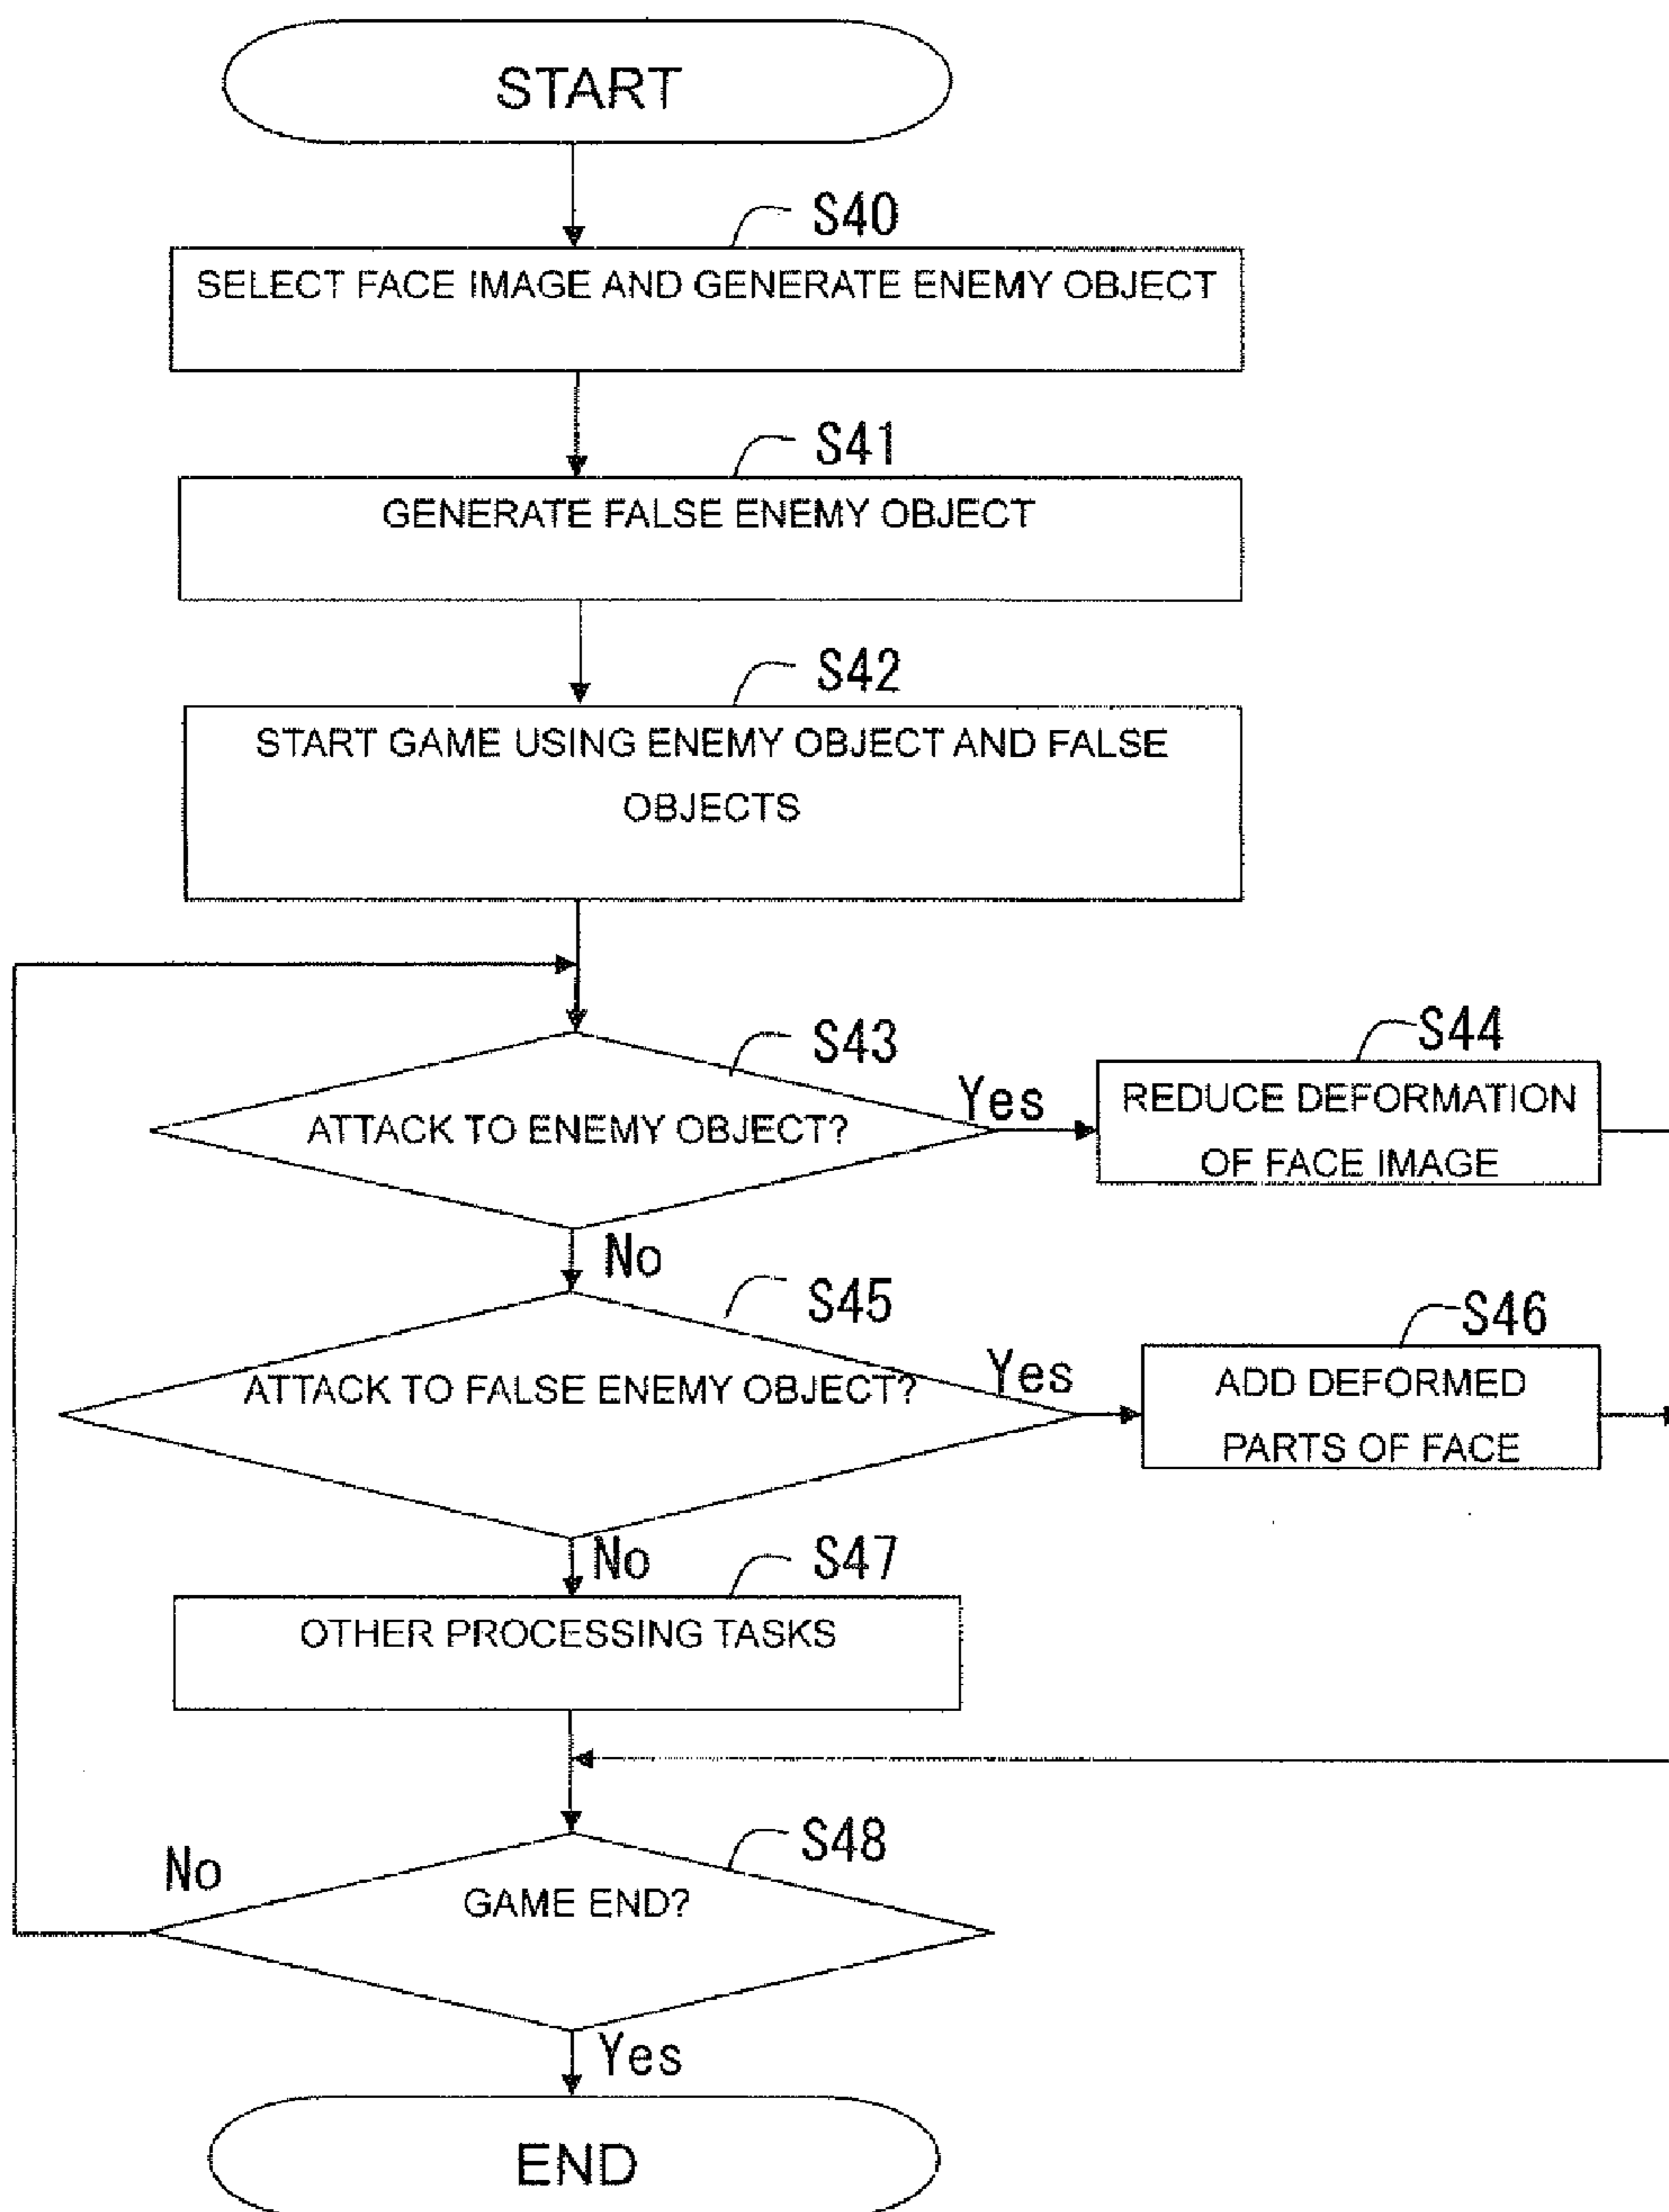 START
S40
SELECT FACE IMAGE AND GENERATE ENEMY OBJECT
S41
GENERATE FALSE ENEMY OBJECT
S42
START GAME USING ENEMY OBJECT AND FALSE
OBJECTS
S43
ATTACK TO ENEMY OBJECT?
Yes
S44
REDUCE DEFORMATION
OF FACE IMAGE
No
S45
ATTACK TO FALSE ENEMY OBJECT?
Yes
S46
ADD DEFORMED
PARTS OF FACE
No
S47
OTHER PROCESSING TASKS
S48
GAME END?
No
Yes
END